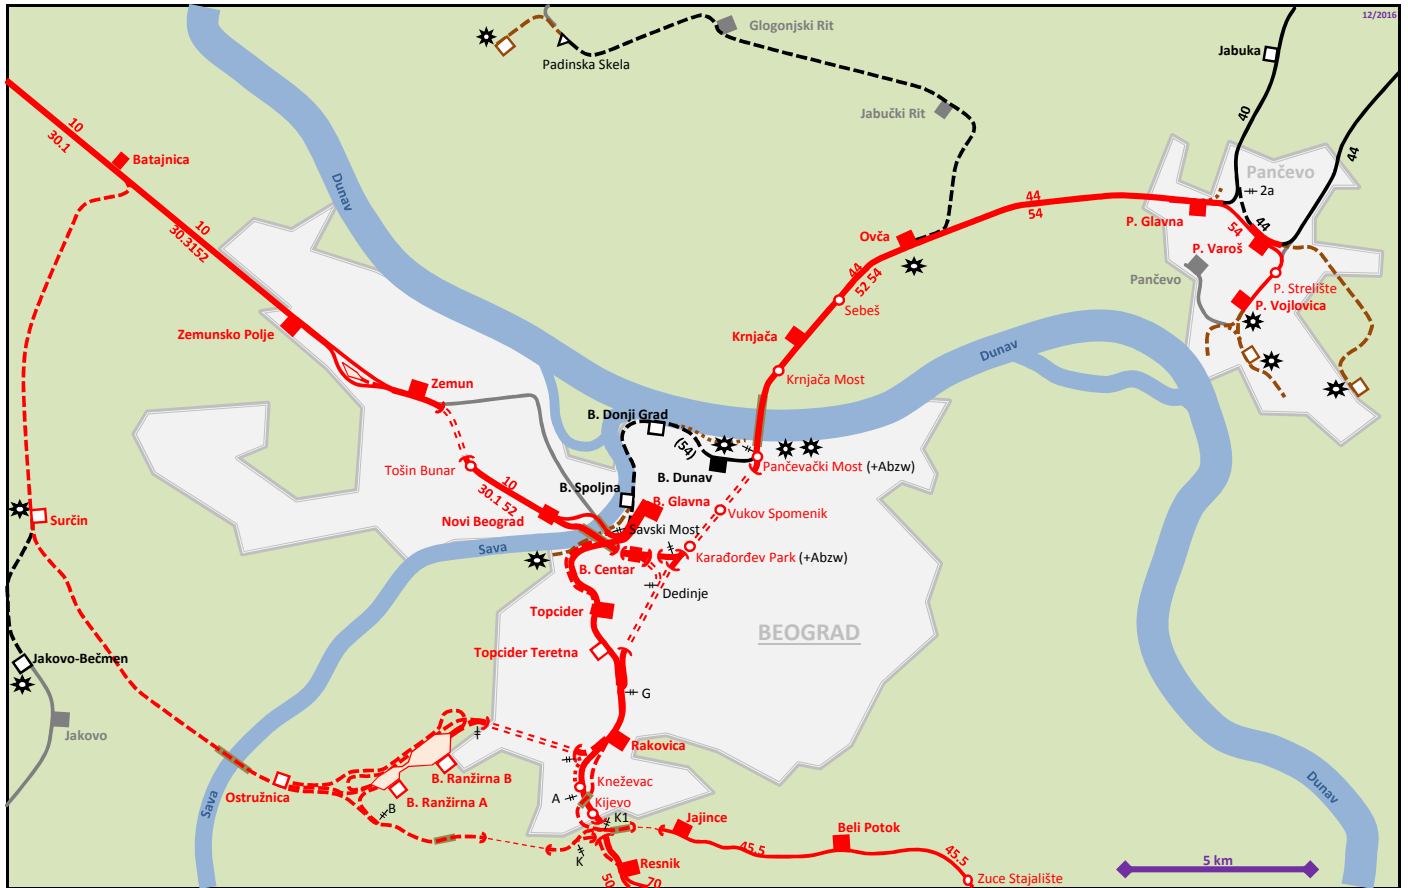 12/2016
Glogonjski Rit
Padinska Skela
Jabuka
Jabučki Rit
40
44
10
30.1
Batajnica
Dunav
Pančevo
2a
44
54
P. Glavna
44
54
P. Varoš
10
30.3152
Ovča
44
52 54
Pančevo
P. Strelište
P. Vojlovica
Sebeš
Zemunsko Polje
Krnjača
Dunav
Krnjača Most
Zemun
B. Donji Grad
(54)
Tošin Bunar
Pančevački Most (+Abzw)
B. Dunav
10
30.1 52
B. Spoljna
B. Glavna
Vukov Spomenik
Novi Beograd
Savski Most
Surčin
Sava
Karađorđev Park (+Abzw)
B. Centar
Dedinje
Topcider
BEOGRAD
Topcider Teretna
Jakovo-Bečmen
G
Jakovo
Rakovica
B. Ranžirna B
Kneževac
Ostružnica
B. Ranžirna A
A
Kijevo
B
Sava
K1
Jajince
Beli Potok
Dunav
45.5
45.5
K
Resnik
5 km
50
70
Zuce Stajalište